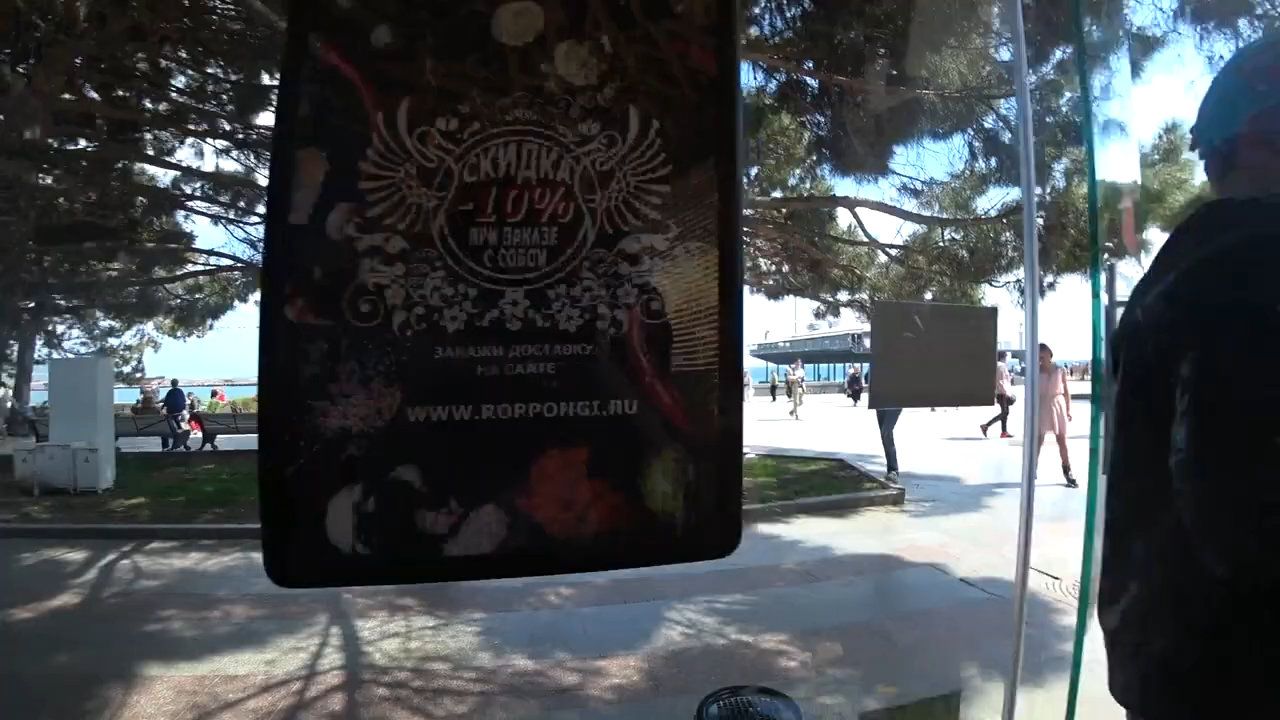 СКИДКА
-10%
ПРИ ЗАКАЗЕ
С СОБОЙ
ЗАКАЖИ ДОСТАВКУ
НА САЙТЕ
WWW.RORPONGI.RU